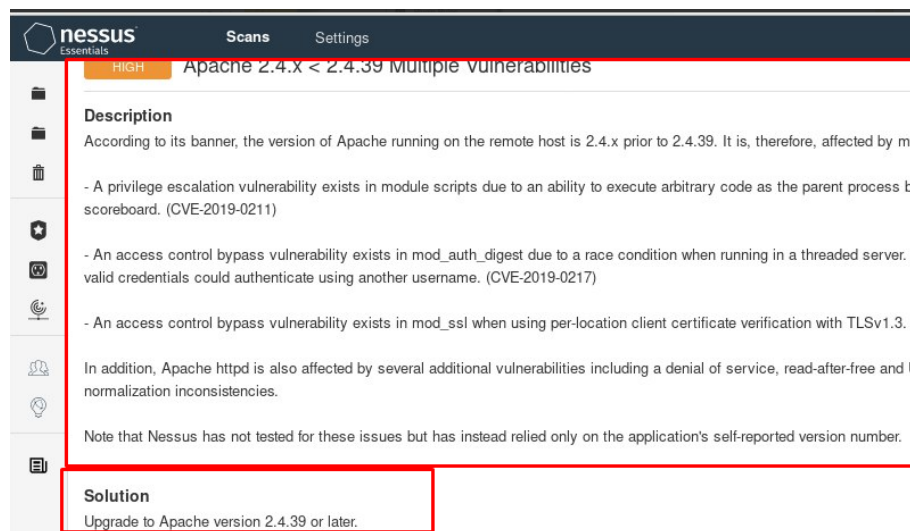 nessus
Essentials
Scans
Settings
HIGH
Apache 2.4.x < 2.4.39 Multiple Vulnerabilities
Description
According to its banner, the version of Apache running on the remote host is 2.4.x prior to 2.4.39. It is, therefore, affected by m
- A privilege escalation vulnerability exists in module scripts due to an ability to execute arbitrary code as the parent process b
scoreboard. (CVE-2019-0211)
- An access control bypass vulnerability exists in mod_auth_digest due to a race condition when running in a threaded server.
valid credentials could authenticate using another username. (CVE-2019-0217)
- An access control bypass vulnerability exists in mod_ssl when using per-location client certificate verification with TLSv1.3.
In addition, Apache httpd is also affected by several additional vulnerabilities including a denial of service, read-after-free and
normalization inconsistencies.
Note that Nessus has not tested for these issues but has instead relied only on the application's self-reported version number.
Solution
Upgrade to Apache version 2.4.39 or later.